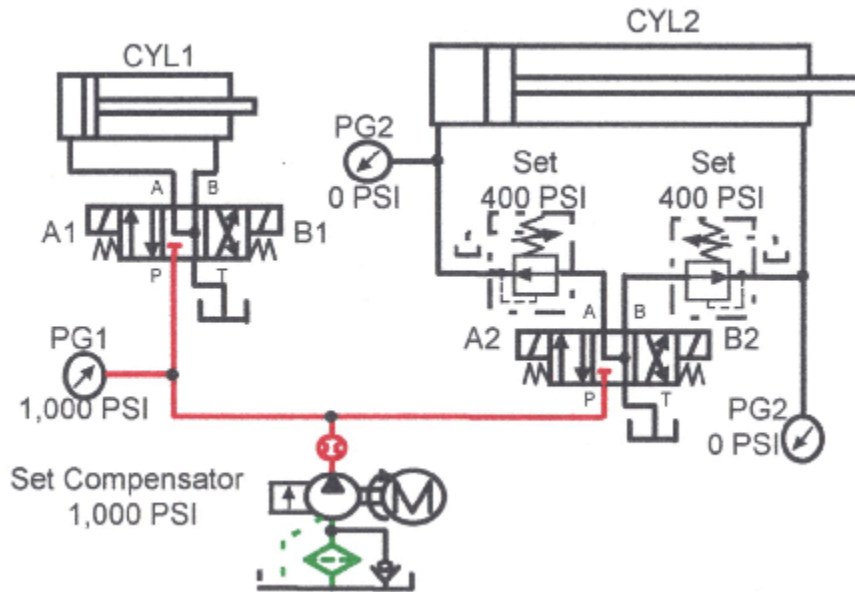 CYL1
CYL2
PG2
0 PSI
Set
400 PSI
Set
400 PSI
A B
A1
B1
P T
A B
A2
B2
P T
PG1
1,000 PSI
PG2
0 PSI
Set Compensator
1,000 PSI
M